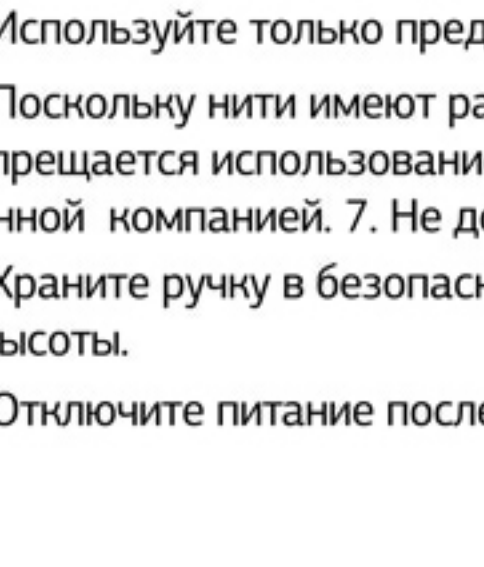 Используйте только пред
Поскольку нити имеют ра
прещается использовани
нной компанией. 7. Не до
Храните ручку в безопасн
ысоты.
Отключите питание после